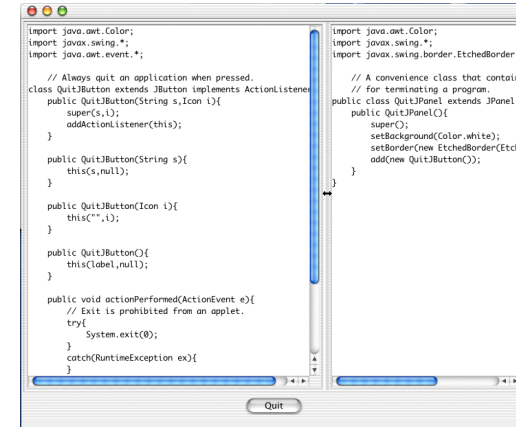 import java.awt.Color;
import javax.swing.*;
import java.awt.event.*;
// Always quit an application when pressed.
class QuitJButton extends JButton implements ActionListener
public QuitJButton(String s,Icon i){
super(s,i);
addActionListener(this);
}
public QuitJButton(String s){
this(s,null);
}
public QuitJButton(Icon i){
this("",i);
}
public QuitJButton(){
this(label,null);
}
public void actionPerformed(ActionEvent e){
// Exit is prohibited from an applet.
try{
System.exit(0);
}
catch(RuntimeException ex){
}
import java.awt.Color;
import javax.swing.*;
import javax.swing.border.EtchedBorder
// A convenience class that contain
// for terminating a program.
public class QuitJPanel extends JPanel
public QuitJPanel(){
super();
setBackground(Color.white);
setBorder(new EtchedBorder(Etc
add(new QuitJButton());
}
}
Quit